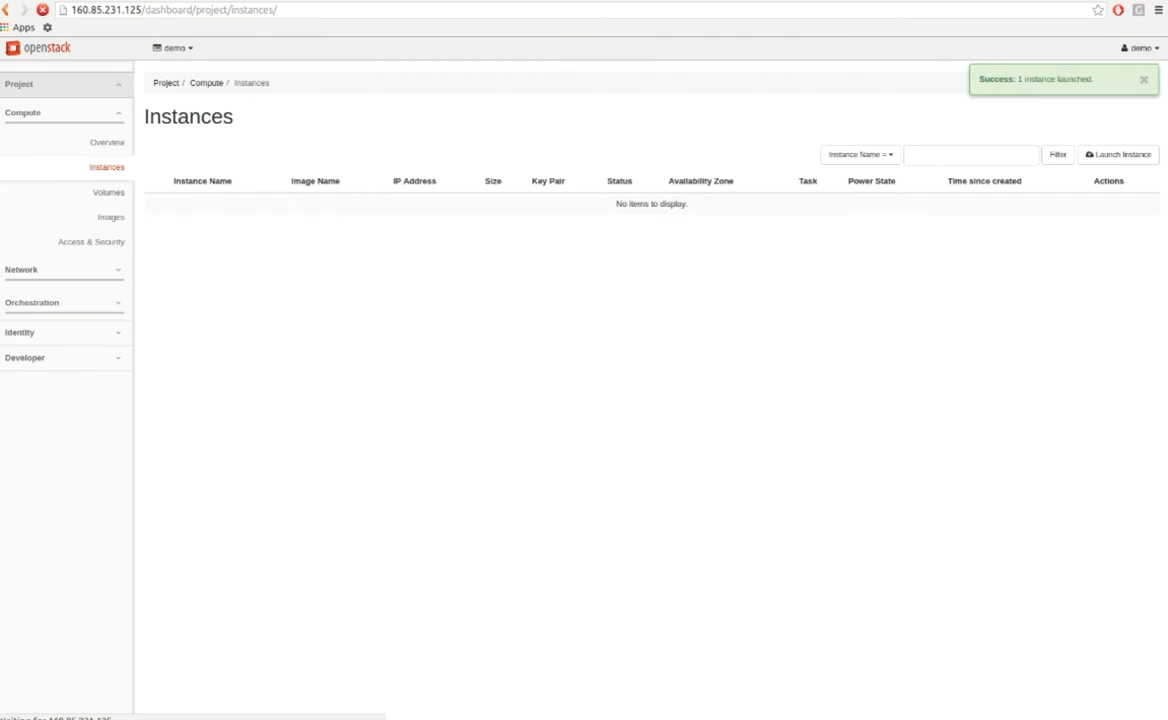 160.85.231.125/dashboard/project/instances/
Apps
openstack
demo
demo
Project
Compute
Overview
Instances
Volumes
Images
Access & Security
Network
Orchestration
Identity
Developer
Project / Compute / Instances
Success: 1 instance launched.
Instances
Instance Name = Filter Launch Instance
Instance Name Image Name IP Address Size Key Pair Status Availability Zone Task Power State Time since created Actions
No items to display.